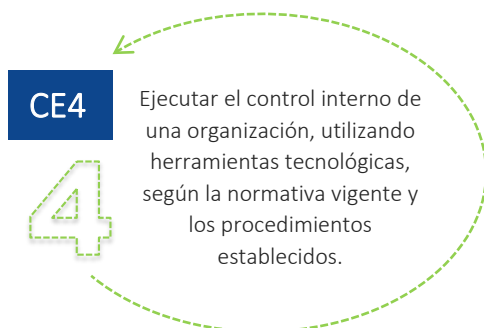 CE4
4
Ejecutar el control interno de
una organización, utilizando
herramientas tecnológicas,
según la normativa vigente y
los procedimientos
establecidos.